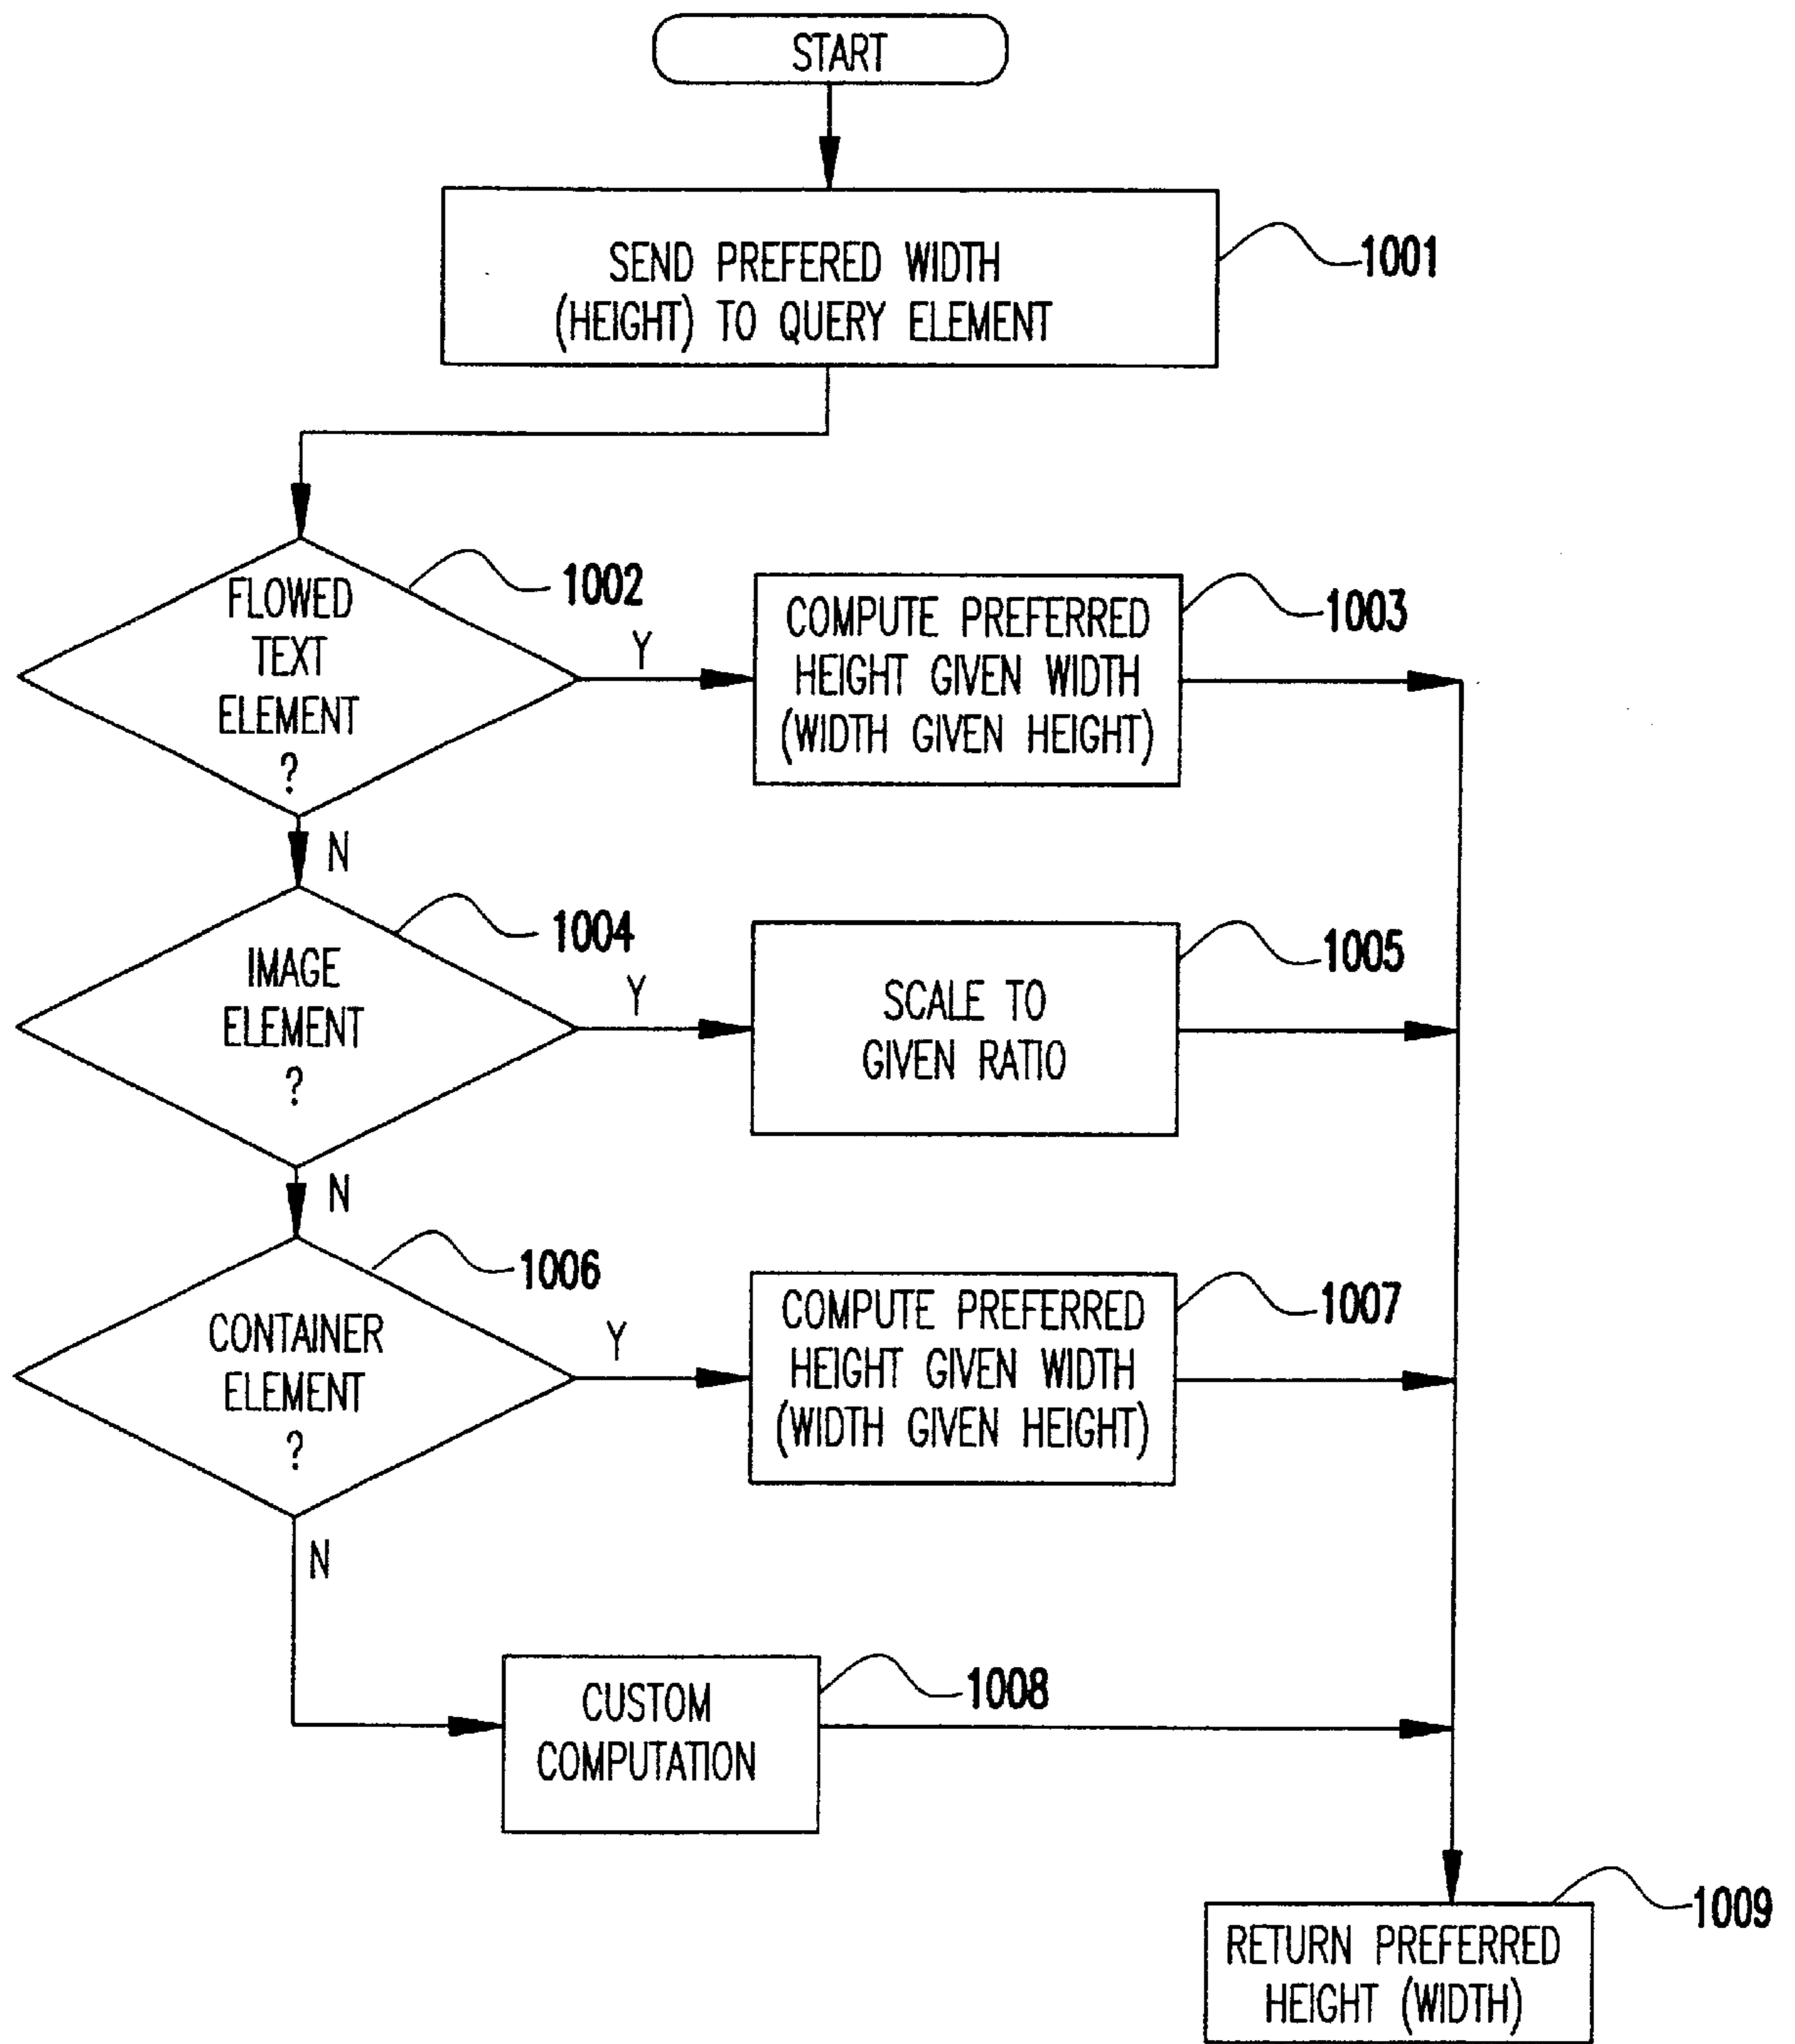 START
SEND PREFERED WIDTH
(HEIGHT) TO QUERY ELEMENT
1001
FLOWED
TEXT
ELEMENT
?
1002
Y
COMPUTE PREFERRED
HEIGHT GIVEN WIDTH
(WIDTH GIVEN HEIGHT)
1003
N
IMAGE
ELEMENT
?
1004
Y
SCALE TO
GIVEN RATIO
1005
N
CONTAINER
ELEMENT
?
1006
Y
COMPUTE PREFERRED
HEIGHT GIVEN WIDTH
(WIDTH GIVEN HEIGHT)
1007
N
CUSTOM
COMPUTATION
1008
RETURN PREFERRED
HEIGHT (WIDTH)
1009